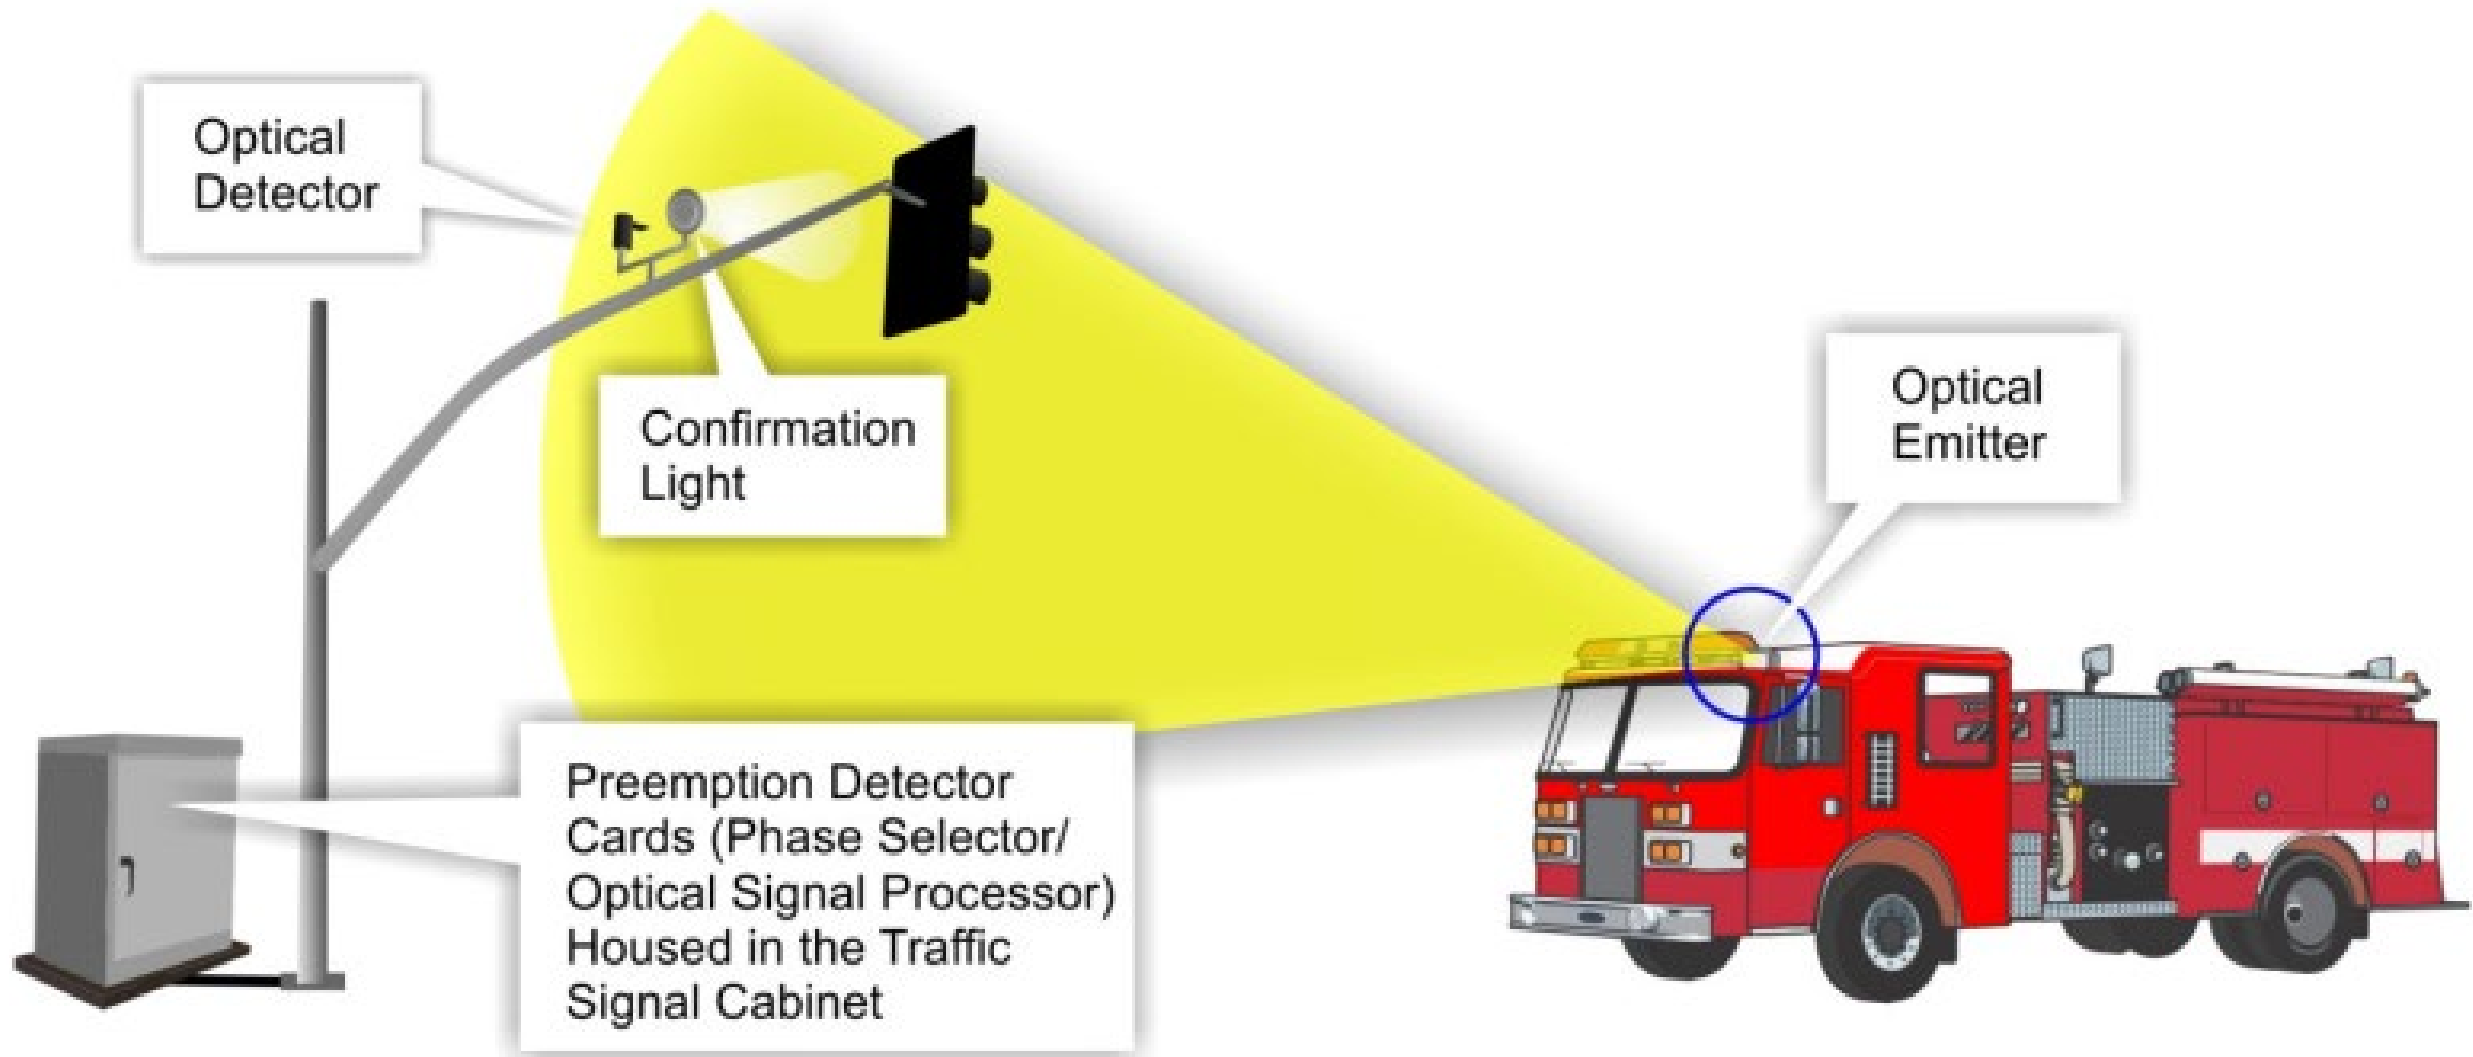 Optical
Detector
Confirmation
Light
Optical
Emitter
Preemption Detector
Cards (Phase Selector/
Optical Signal Processor)
Housed in the Traffic
Signal Cabinet